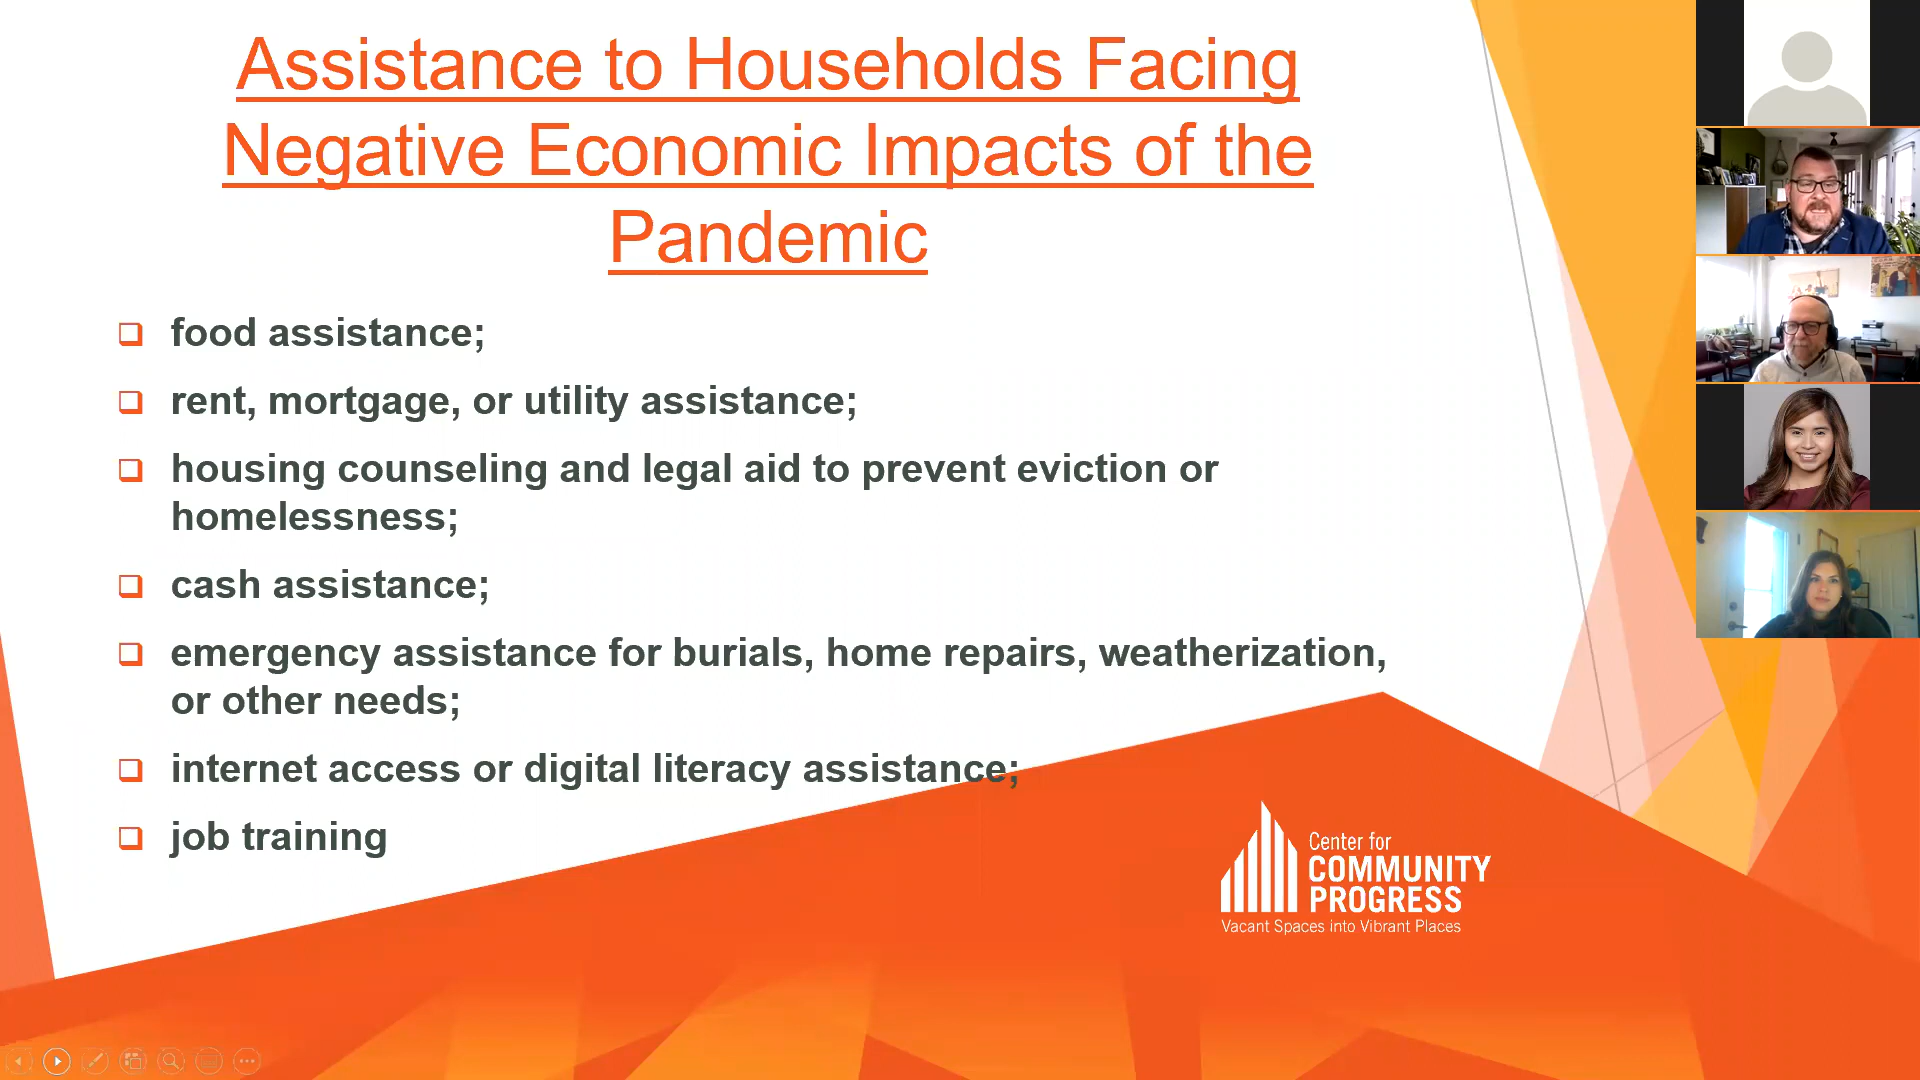 Assistance to Households Facing
Negative Economic Impacts of the
Pandemic
food assistance;
rent, mortgage, or utility assistance;
housing counseling and legal aid to prevent eviction or
homelessness;
cash assistance;
emergency assistance for burials, home repairs, weatherization,
or other needs;
internet access or digital literacy assistance;
job training
Center for
COMMUNITY
PROGRESS
Vacant Spaces into Vibrant Places